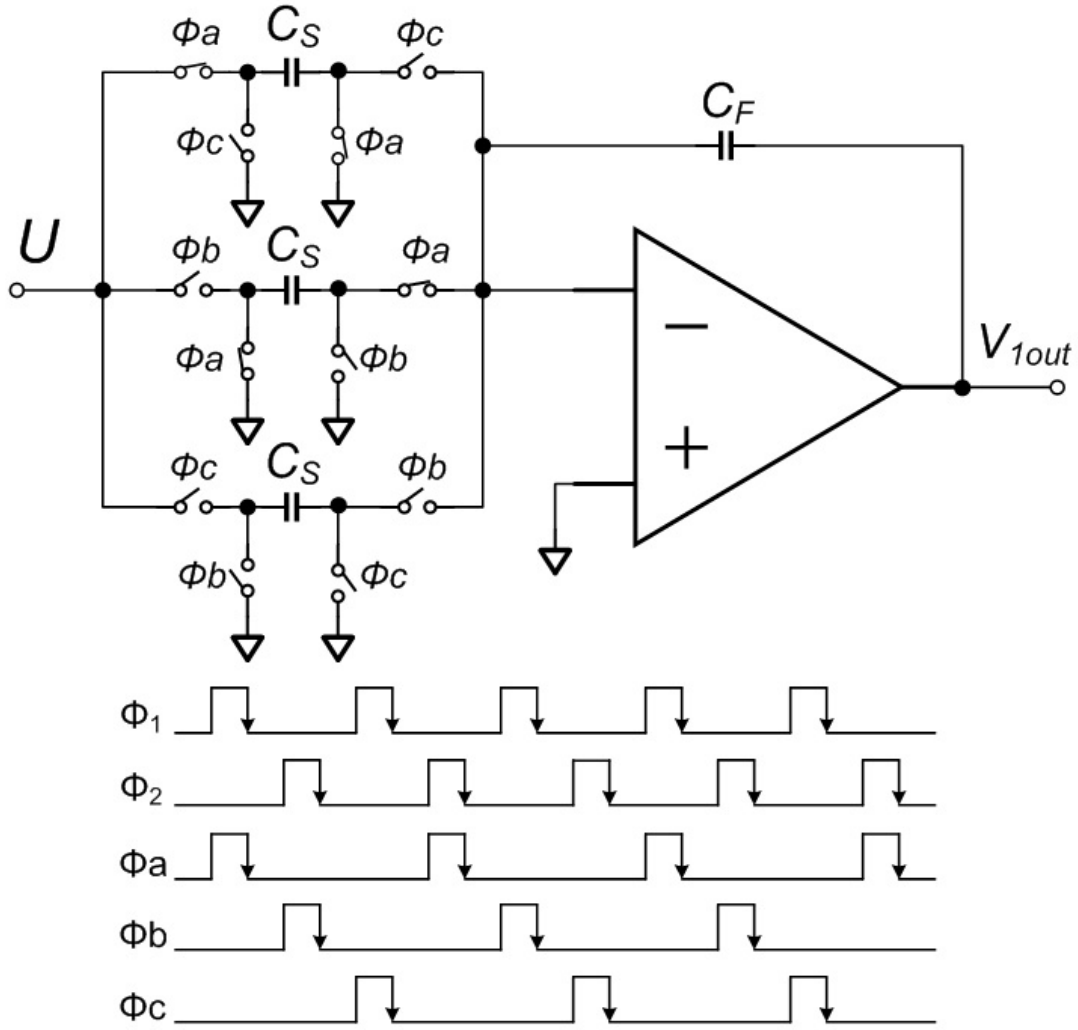 Φa C_S Φc
C_F
Φc Φa
U
Φb C_S Φa
−
V_1out
Φa Φb
+
Φc C_S Φb
Φb Φc
Φ₁
Φ₂
Φa
Φb
Φc